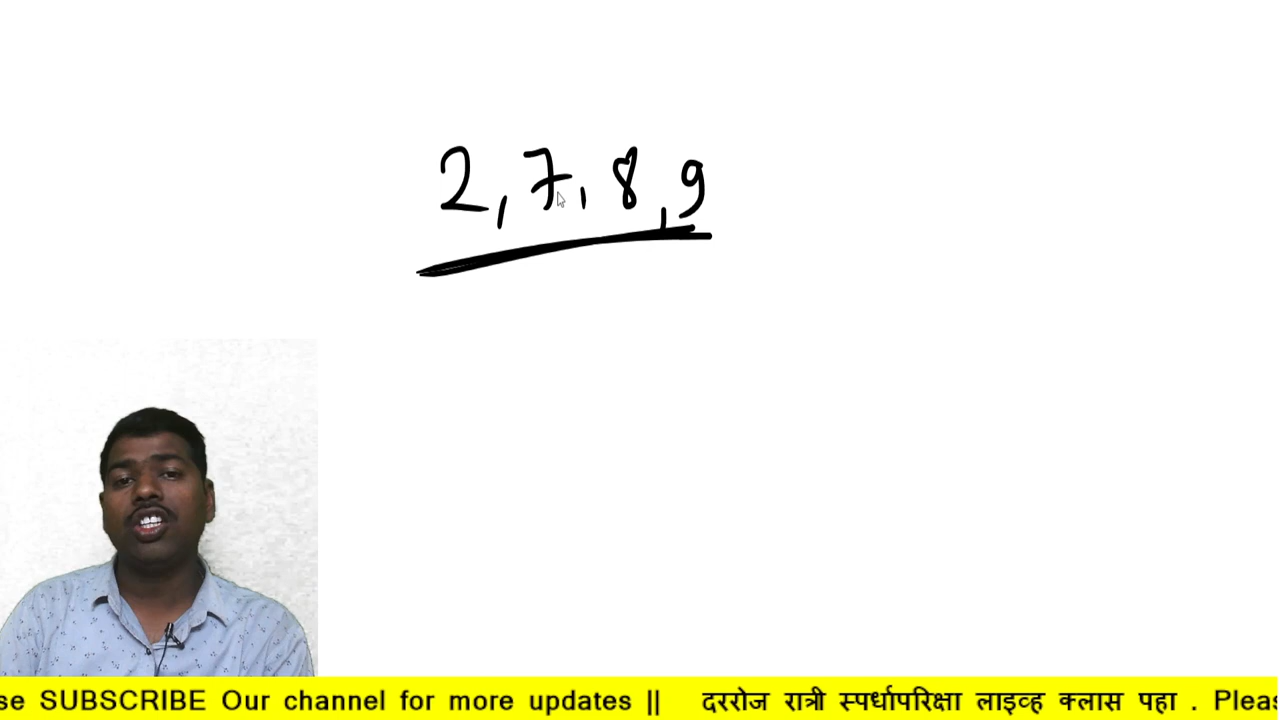 2, 7, 8, 9
se SUBSCRIBE Our channel for more updates || दररोज रात्री स्पर्धापरिक्षा लाइव्ह क्लास पहा . Pleas